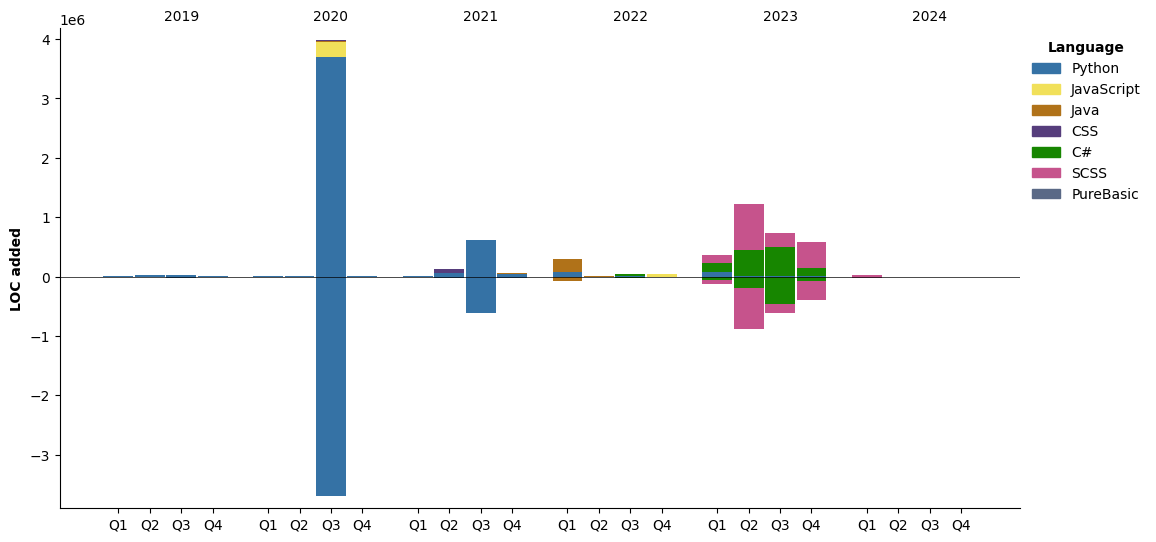 2019 2020 2021 2022 2023 2024
1e6
Language
Python
JavaScript
Java
CSS
C#
SCSS
PureBasic
LOC added
4
3
2
1
0
−1
−2
−3
Q1 Q2 Q3 Q4 Q1 Q2 Q3 Q4 Q1 Q2 Q3 Q4 Q1 Q2 Q3 Q4 Q1 Q2 Q3 Q4 Q1 Q2 Q3 Q4